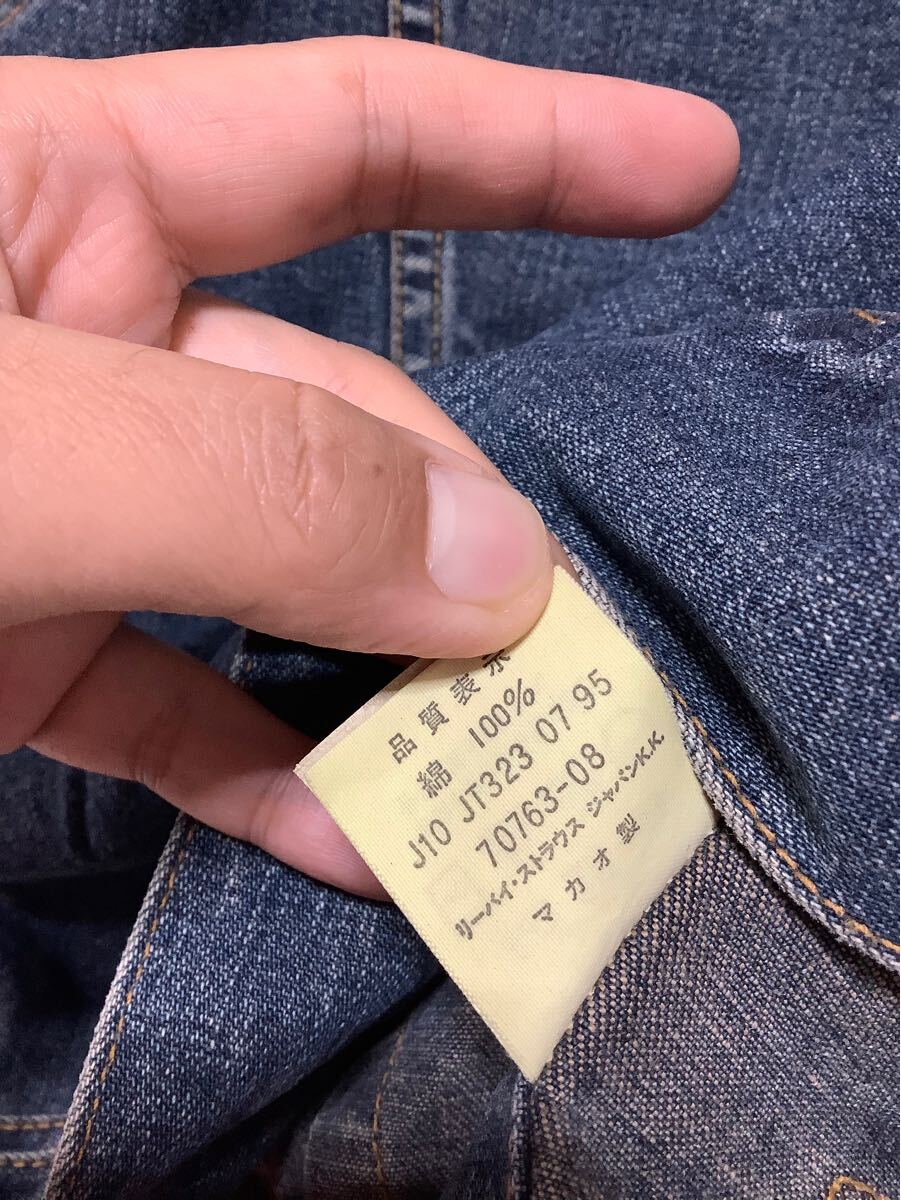 品質表示
綿 100%
J10 JT323 07 95
70763-08
リーバイ・ストラウス ジャパンK.K.
マカオ製